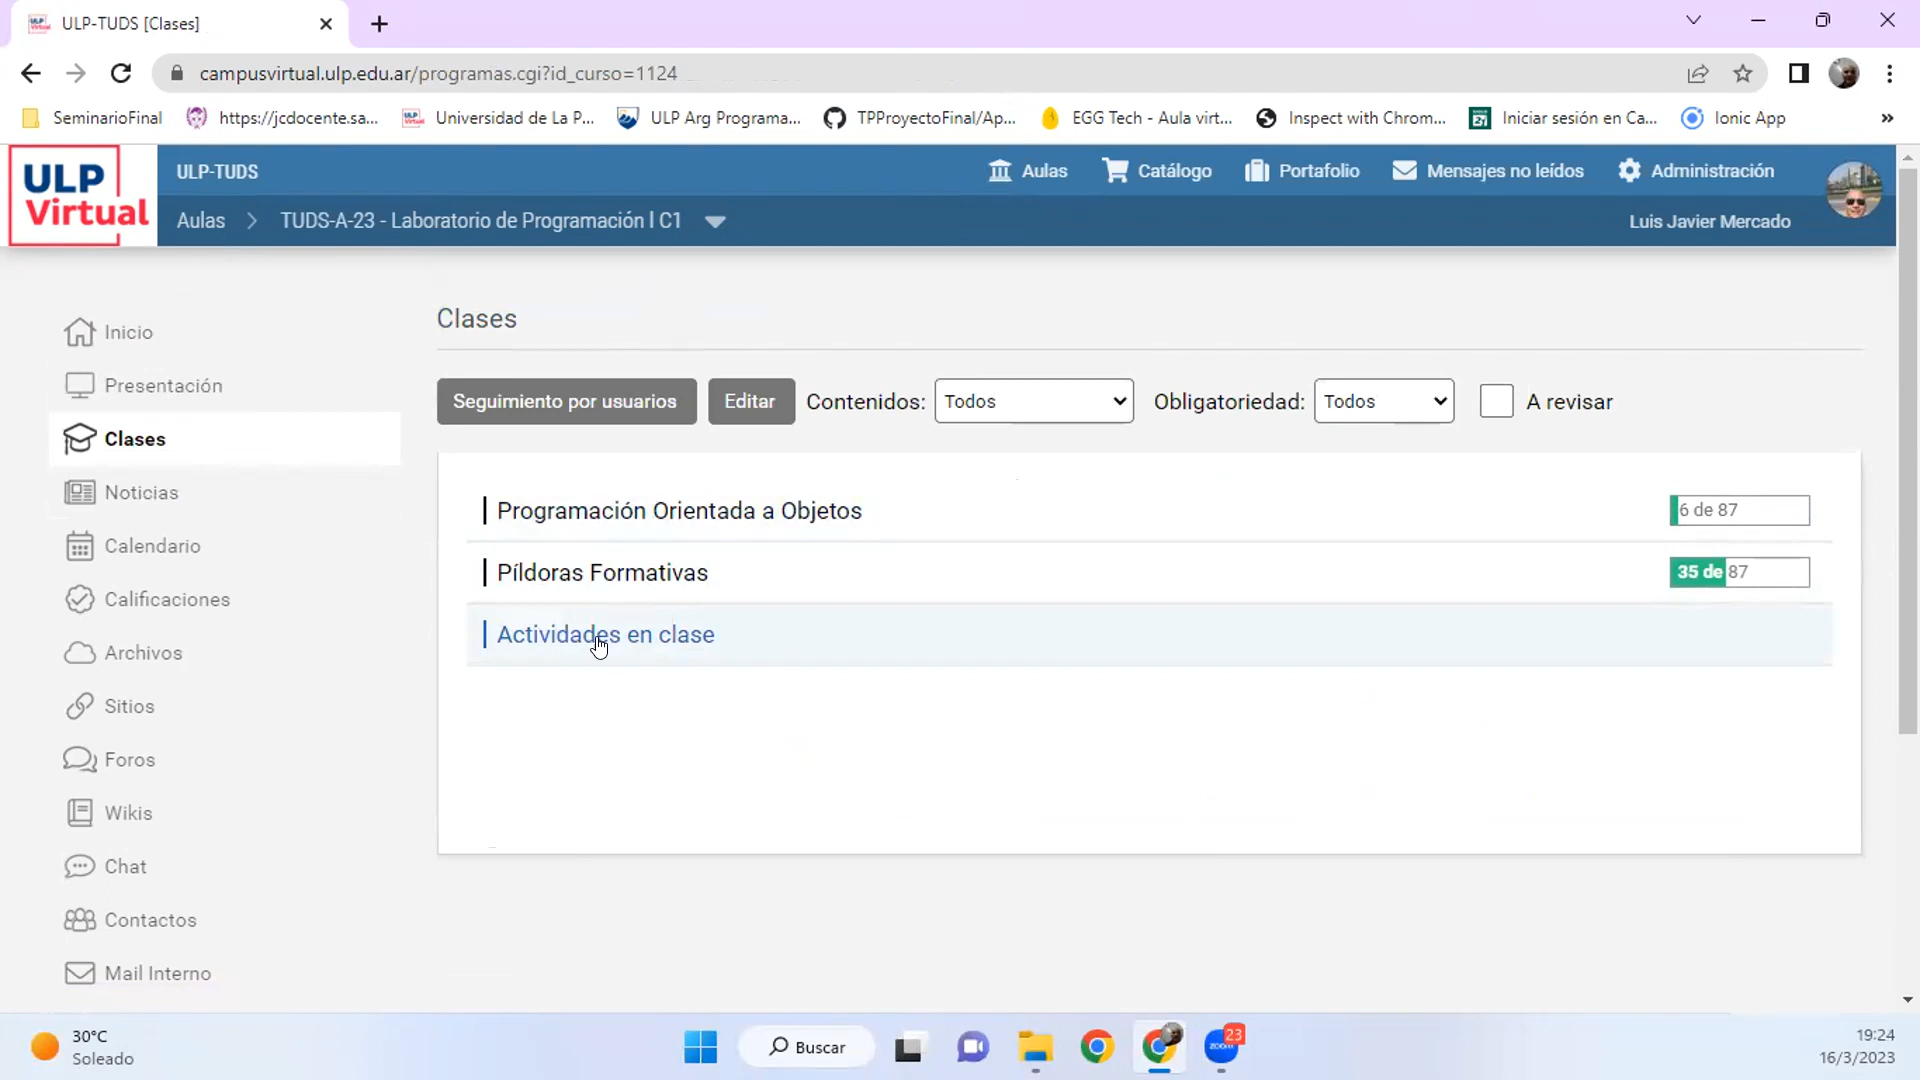 ULP-TUDS [Clases]
campusvirtual.ulp.edu.ar/programas.cgi?id_curso=1124
SeminarioFinal
https://jcdocente.sa...
Universidad de La P...
ULP Arg Programa...
TPProyectoFinal/Ap...
EGG Tech - Aula virt...
Inspect with Chrom...
Iniciar sesión en Ca...
Ionic App
»
ULP
Virtual
ULP-TUDS
Aulas
Catálogo
Portafolio
Mensajes no leídos
Administración
Aulas > TUDS-A-23 - Laboratorio de Programación I C1
Luis Javier Mercado
Inicio
Presentación
Clases
Noticias
Calendario
Calificaciones
Archivos
Sitios
Foros
Wikis
Chat
Contactos
Mail Interno
Clases
Seguimiento por usuarios
Editar
Contenidos:
Todos
Obligatoriedad:
Todos
A revisar
Programación Orientada a Objetos
6 de 87
Píldoras Formativas
35 de 87
Actividades en clase
30°C
Soleado
Buscar
zoom
23
19:24
16/3/2023